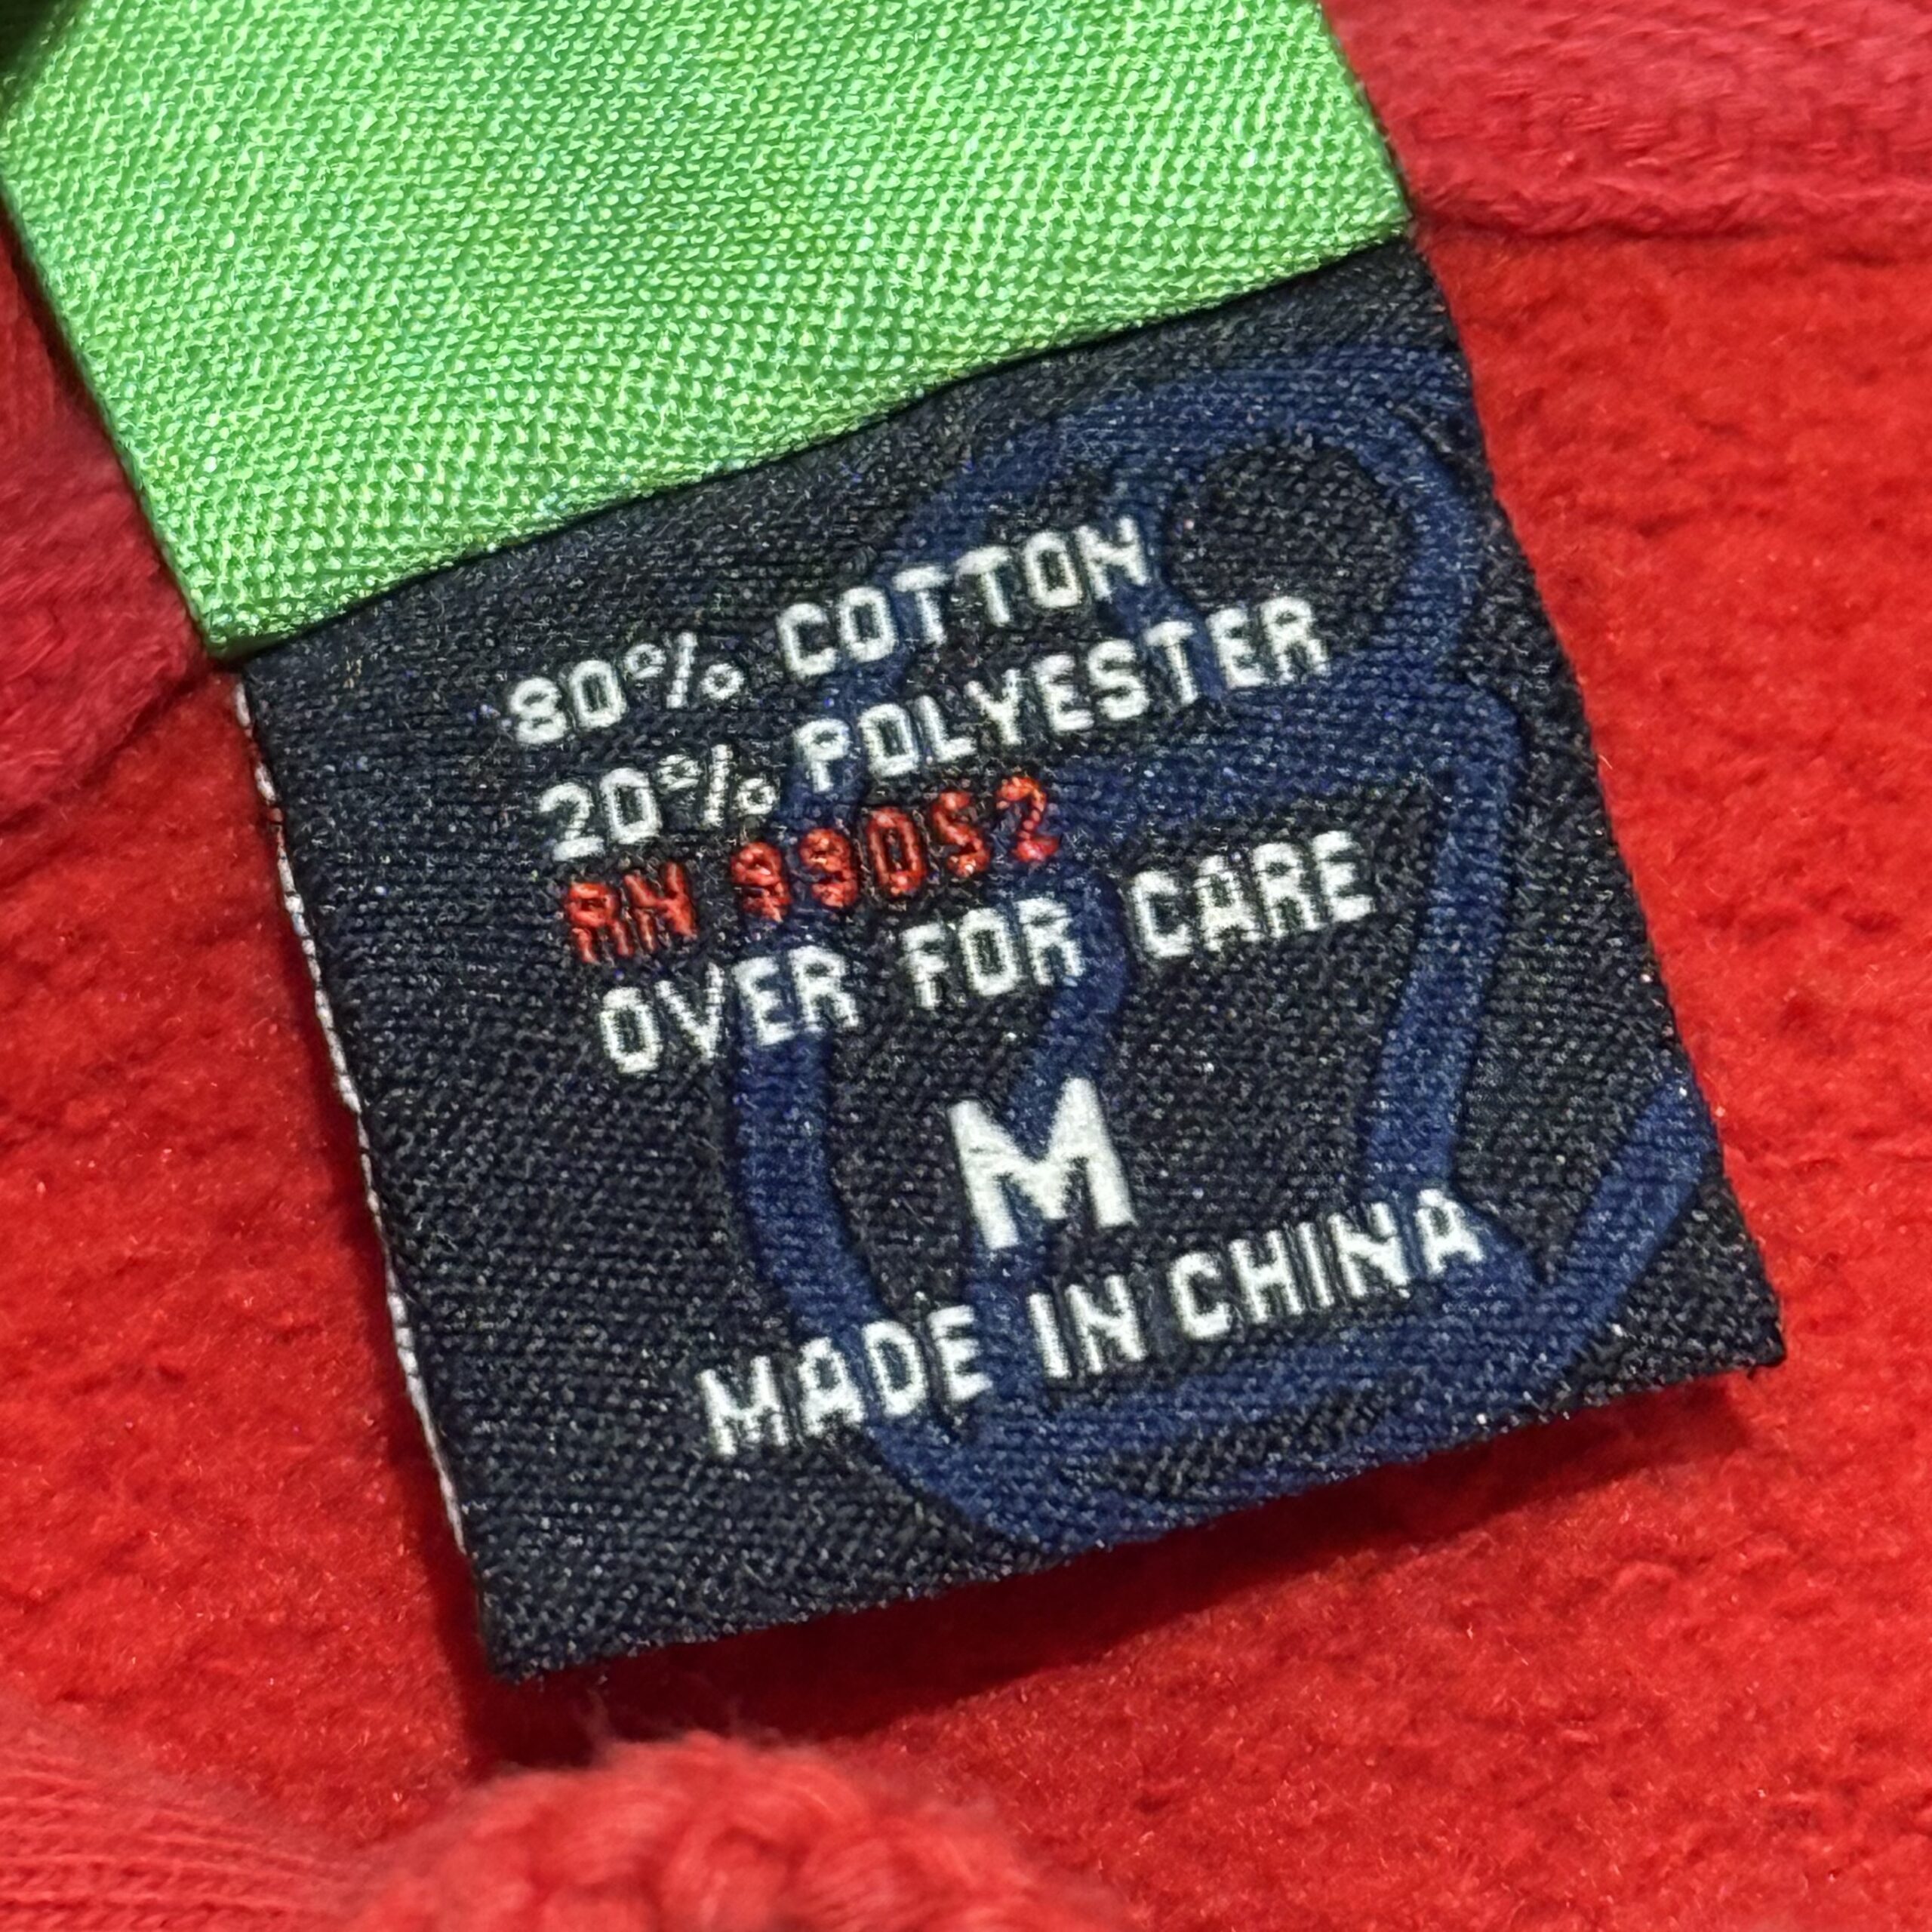 80% COTTON
20% POLYESTER
RN 99052
OVER FOR CARE
M
MADE IN CHINA